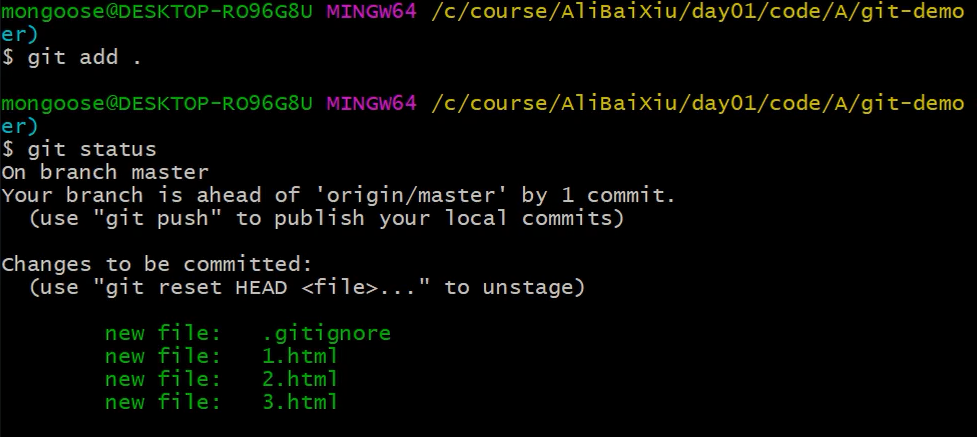 mongoose@DESKTOP-RO96G8U MINGW64 /c/course/AliBaiXiu/day01/code/A/git-demo
er)
$ git add .
mongoose@DESKTOP-RO96G8U MINGW64 /c/course/AliBaiXiu/day01/code/A/git-demo
er)
$ git status
On branch master
Your branch is ahead of 'origin/master' by 1 commit.
(use "git push" to publish your local commits)
Changes to be committed:
(use "git reset HEAD <file>..." to unstage)
new file: .gitignore
new file: 1.html
new file: 2.html
new file: 3.html